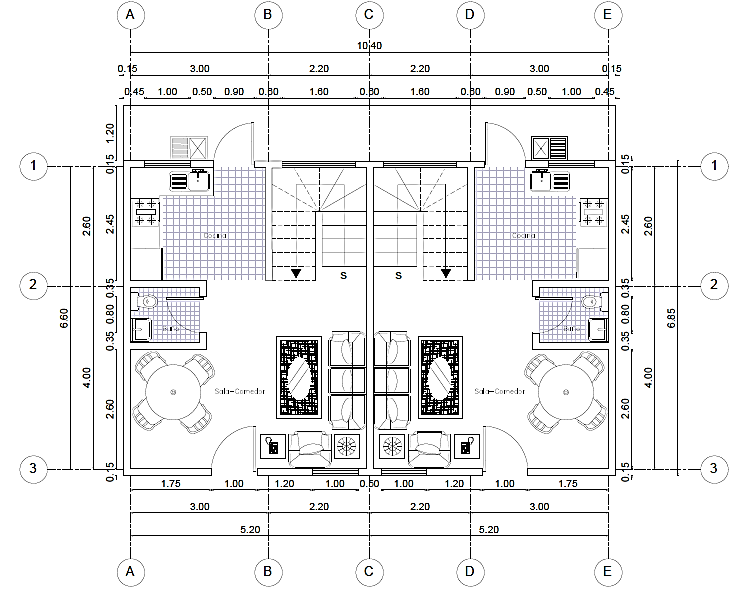 A B C D E
10.40
0.15 3.00 2.20 2.20 3.00 0.15
0.45 1.00 0.50 0.90 0.30 1.60 0.30 0.30 1.60 0.30 0.90 0.50 1.00 0.45
1.20 0.15 2.45 0.35 0.80 0.35 2.60 0.15
2.60 4.00
6.60
1 2 3
Cocina
Cocina
S S
Baño
Baño
Sala-Comedor
Sala-Comedor
0.15 2.45 0.35 0.80 0.35 2.60 0.15
2.60 4.00
6.85
1 2 3
1.75 1.00 1.20 1.00 0.50 1.00 1.20 1.00 1.75
3.00 2.20 2.20 3.00
5.20 5.20
A B C D E